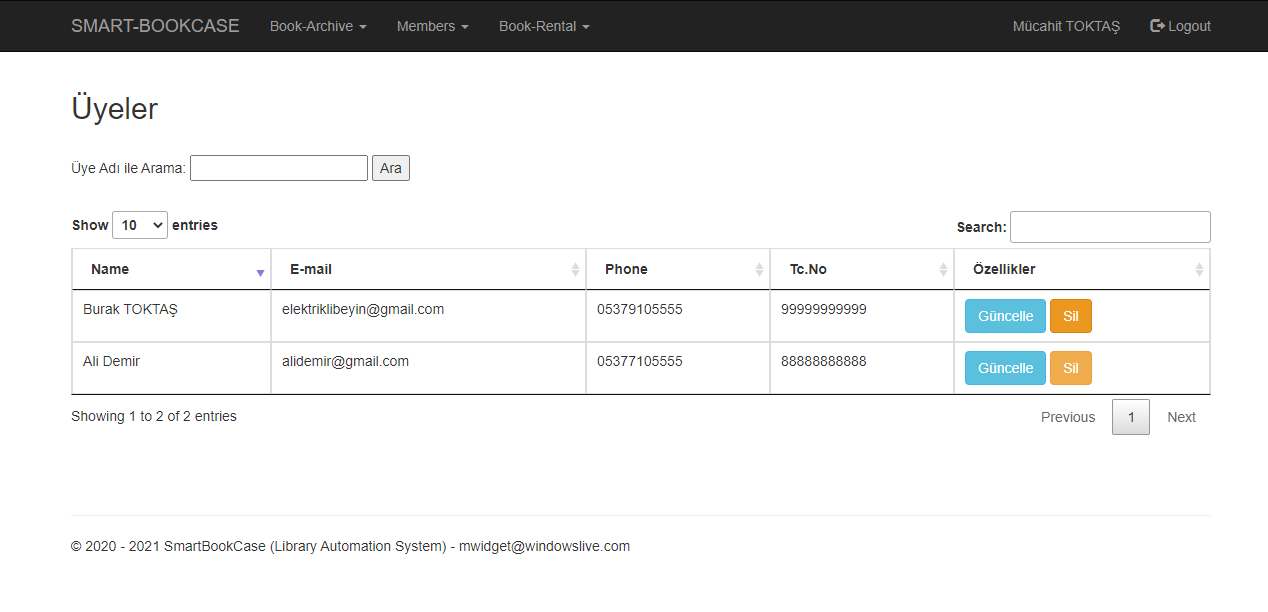 SMART-BOOKCASE Book-Archive Members Book-Rental Mücahit TOKTAŞ Logout
Üyeler
Üye Adı ile Arama: Ara
Show 10 entries Search:
Name E-mail Phone Tc.No Özellikler
Burak TOKTAŞ elektriklibeyin@gmail.com 05379105555 99999999999 Güncelle Sil
Ali Demir alidemir@gmail.com 05377105555 88888888888 Güncelle Sil
Showing 1 to 2 of 2 entries Previous 1 Next
© 2020 - 2021 SmartBookCase (Library Automation System) - mwidget@windowslive.com